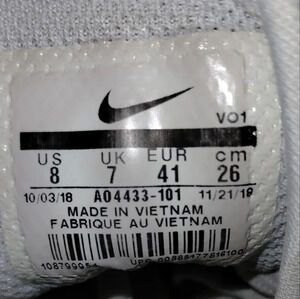 VO1
US UK EUR cm
8 7 41 26
10/03/18 AO4433-101 11/21/18
MADE IN VIETNAM
FABRIQUE AU VIETNAM